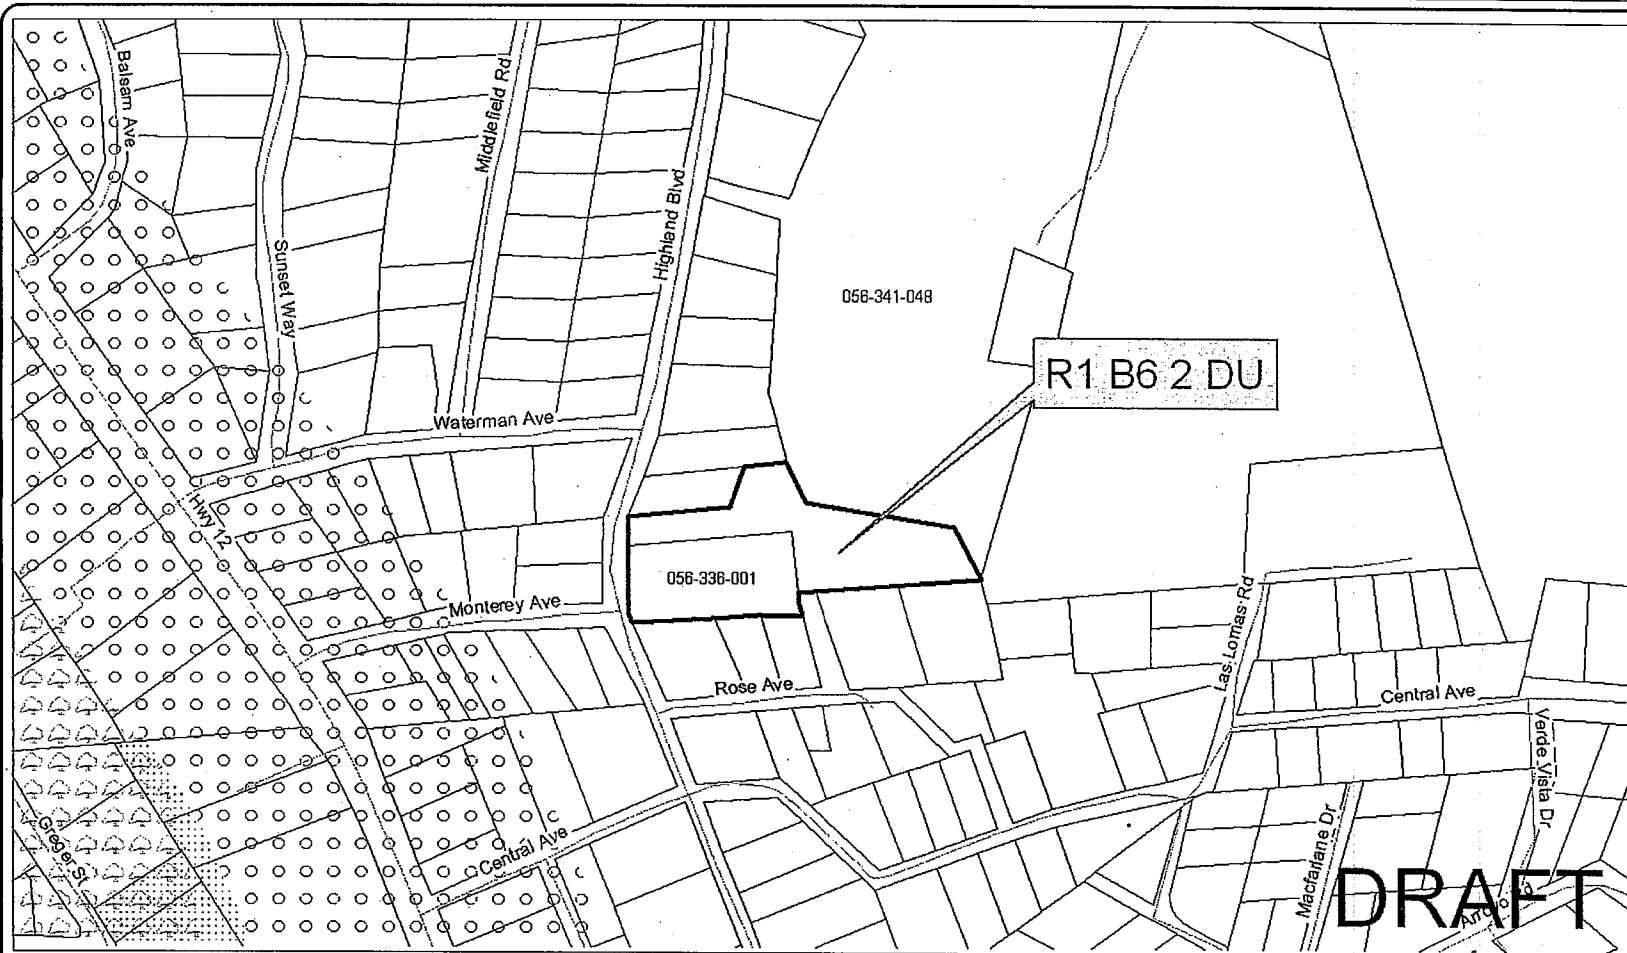 Balsam Ave
Middlefield Rd
Highland Blvd
Sunset Way
056-341-048
R1 B6 2 DU
Waterman Ave
Hwy 12
056-336-001
Monterey Ave
Las Lomas Rd
Rose Ave
Central Ave
Verde Vista Dr
Central Ave
Greger St
Macfarlane Dr
DRAFT
Arroyo